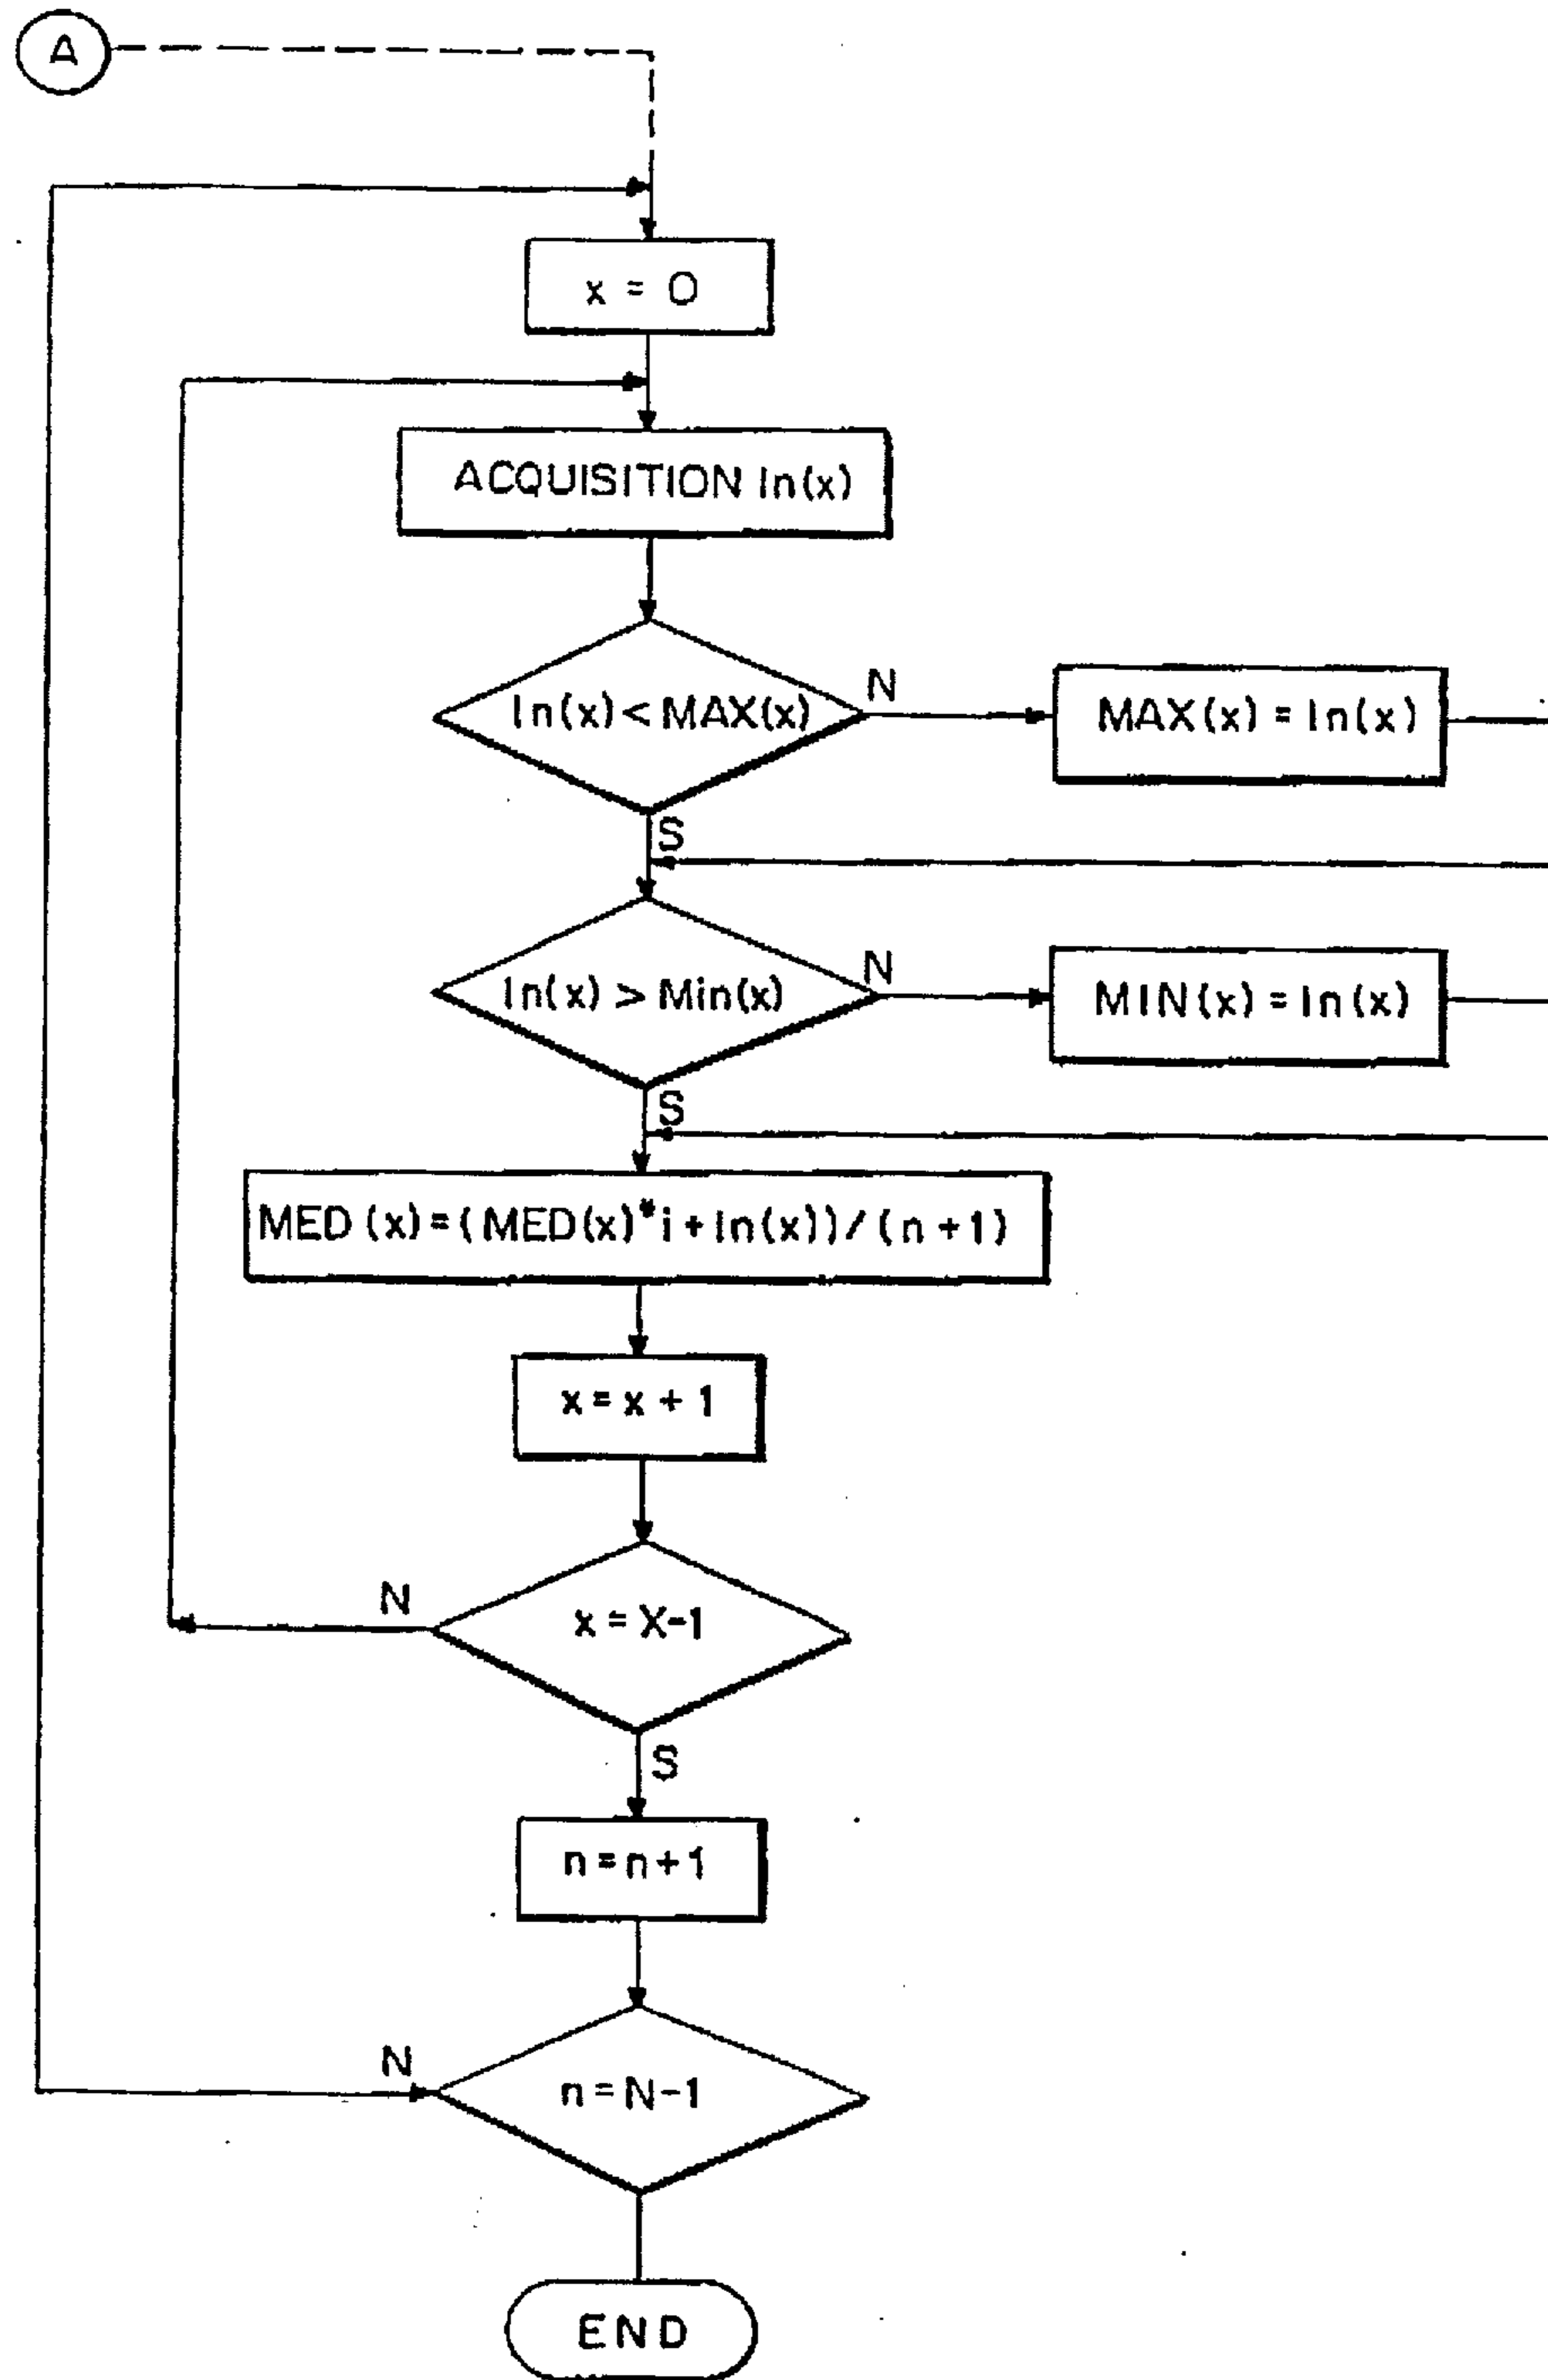 A
x = 0
ACQUISITION In(x)
In(x) < MAX(x)
N
MAX(x) = In(x)
S
In(x) > Min(x)
N
MIN(x) = In(x)
S
MED (x) = (MED(x)*i + In(x)) / (n + 1)
x = x + 1
N
x = X-1
S
n = n + 1
N
n = N-1
END